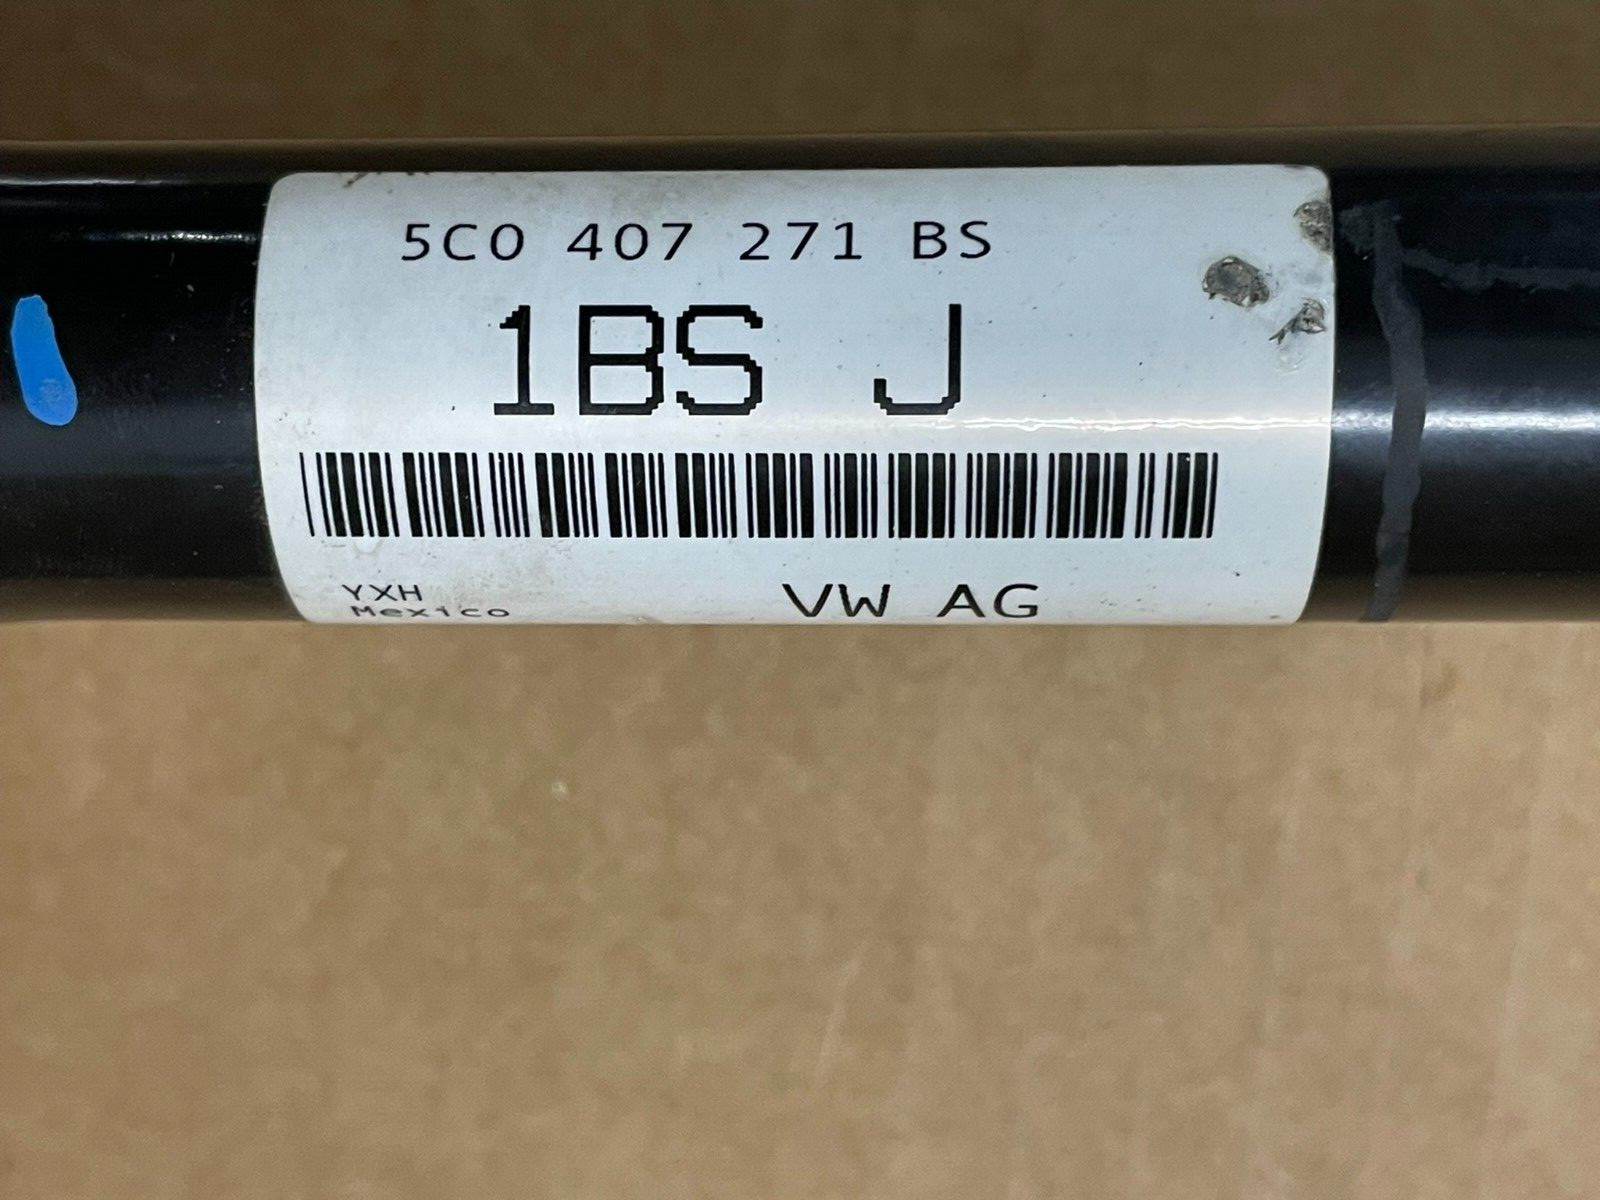 5C0 407 271 BS
1BS J
YXH
VW AG
Mexico